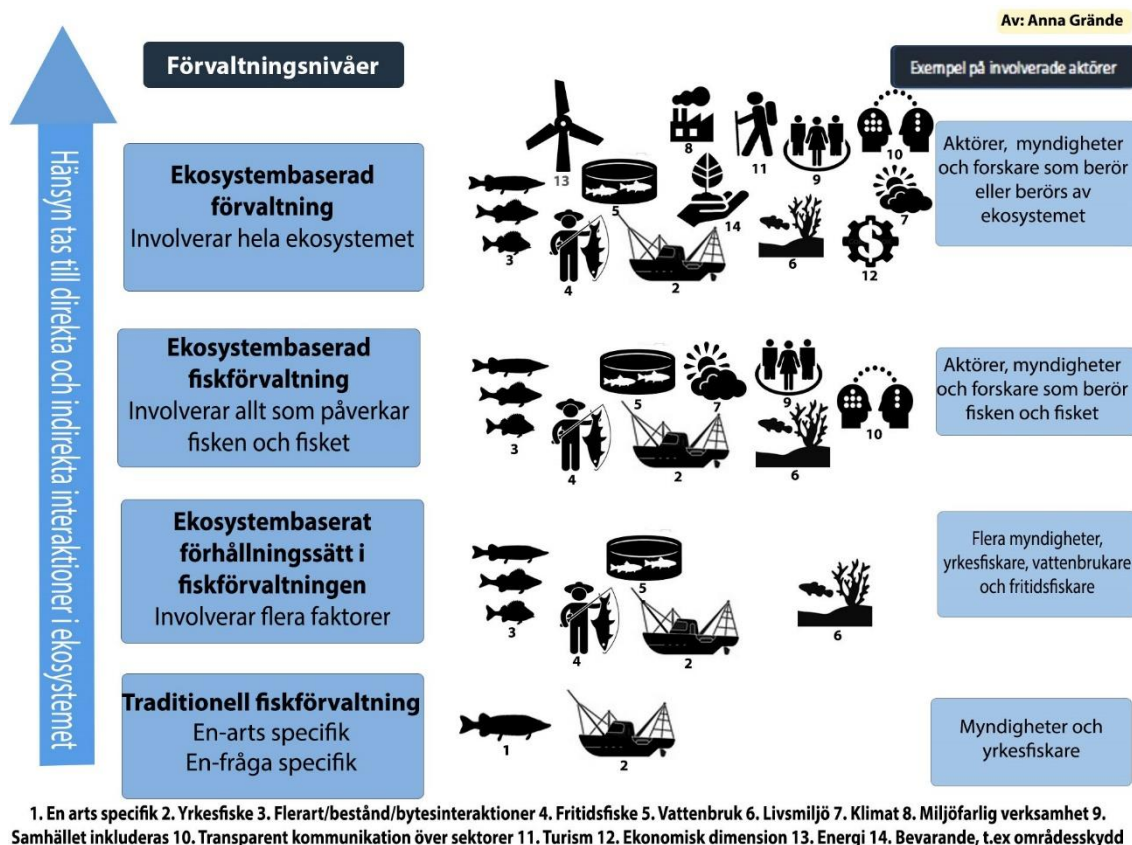 Av: Anna Grände
Förvaltningsnivåer
Exempel på involverade aktörer
Hänsyn tas till direkta och indirekta interaktioner i ekosystemet
Ekosystembaserad
förvaltning
Involverar hela ekosystemet
13
8
11
9
10
3
5
14
7
4
2
6
12
Aktörer, myndigheter
och forskare som berör
eller berörs av
ekosystemet
Ekosystembaserad
fiskförvaltning
Involverar allt som påverkar
fisken och fisket
3
5
7
9
10
4
2
6
Aktörer, myndigheter
och forskare som berör
fisken och fisket
Ekosystembaserat
förhållningssätt i
fiskförvaltningen
Involverar flera faktorer
3
5
4
2
6
Flera myndigheter,
yrkesfiskare, vattenbrukare
och fritidsfiskare
Traditionell fiskförvaltning
En-arts specifik
En-fråga specifik
1
2
Myndigheter och
yrkesfiskare
1. En arts specifik 2. Yrkesfiske 3. Flerart/bestånd/bytesinteraktioner 4. Fritidsfiske 5. Vattenbruk 6. Livsmiljö 7. Klimat 8. Miljöfarlig verksamhet 9.
Samhället inkluderas 10. Transparent kommunikation över sektorer 11. Turism 12. Ekonomisk dimension 13. Energi 14. Bevarande, t.ex områdesskydd